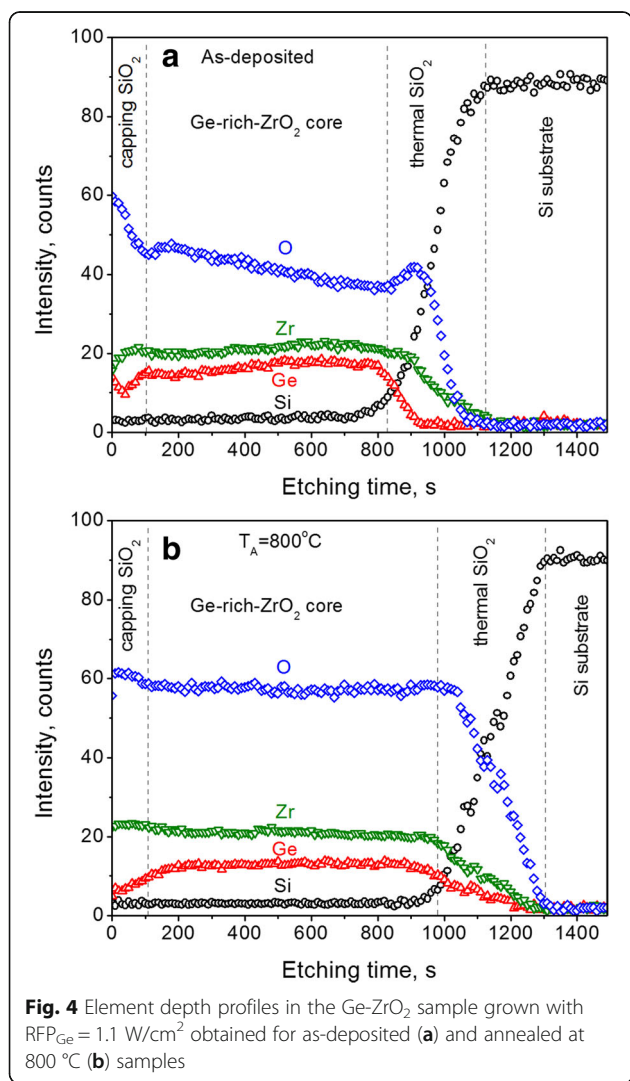 a
As-deposited
capping SiO₂
Ge-rich-ZrO₂ core
thermal SiO₂
Si substrate
O
Zr
Ge
Si
Intensity, counts
100
80
60
40
20
0
0 200 400 600 800 1000 1200 1400
Etching time, s
b
T_A=800°C
capping SiO₂
Ge-rich-ZrO₂ core
thermal SiO₂
Si substrate
O
Zr
Ge
Si
Intensity, counts
100
80
60
40
20
0
0 200 400 600 800 1000 1200 1400
Etching time, s
Fig. 4 Element depth profiles in the Ge-ZrO₂ sample grown with
RFP_Ge = 1.1 W/cm² obtained for as-deposited (a) and annealed at
800 °C (b) samples